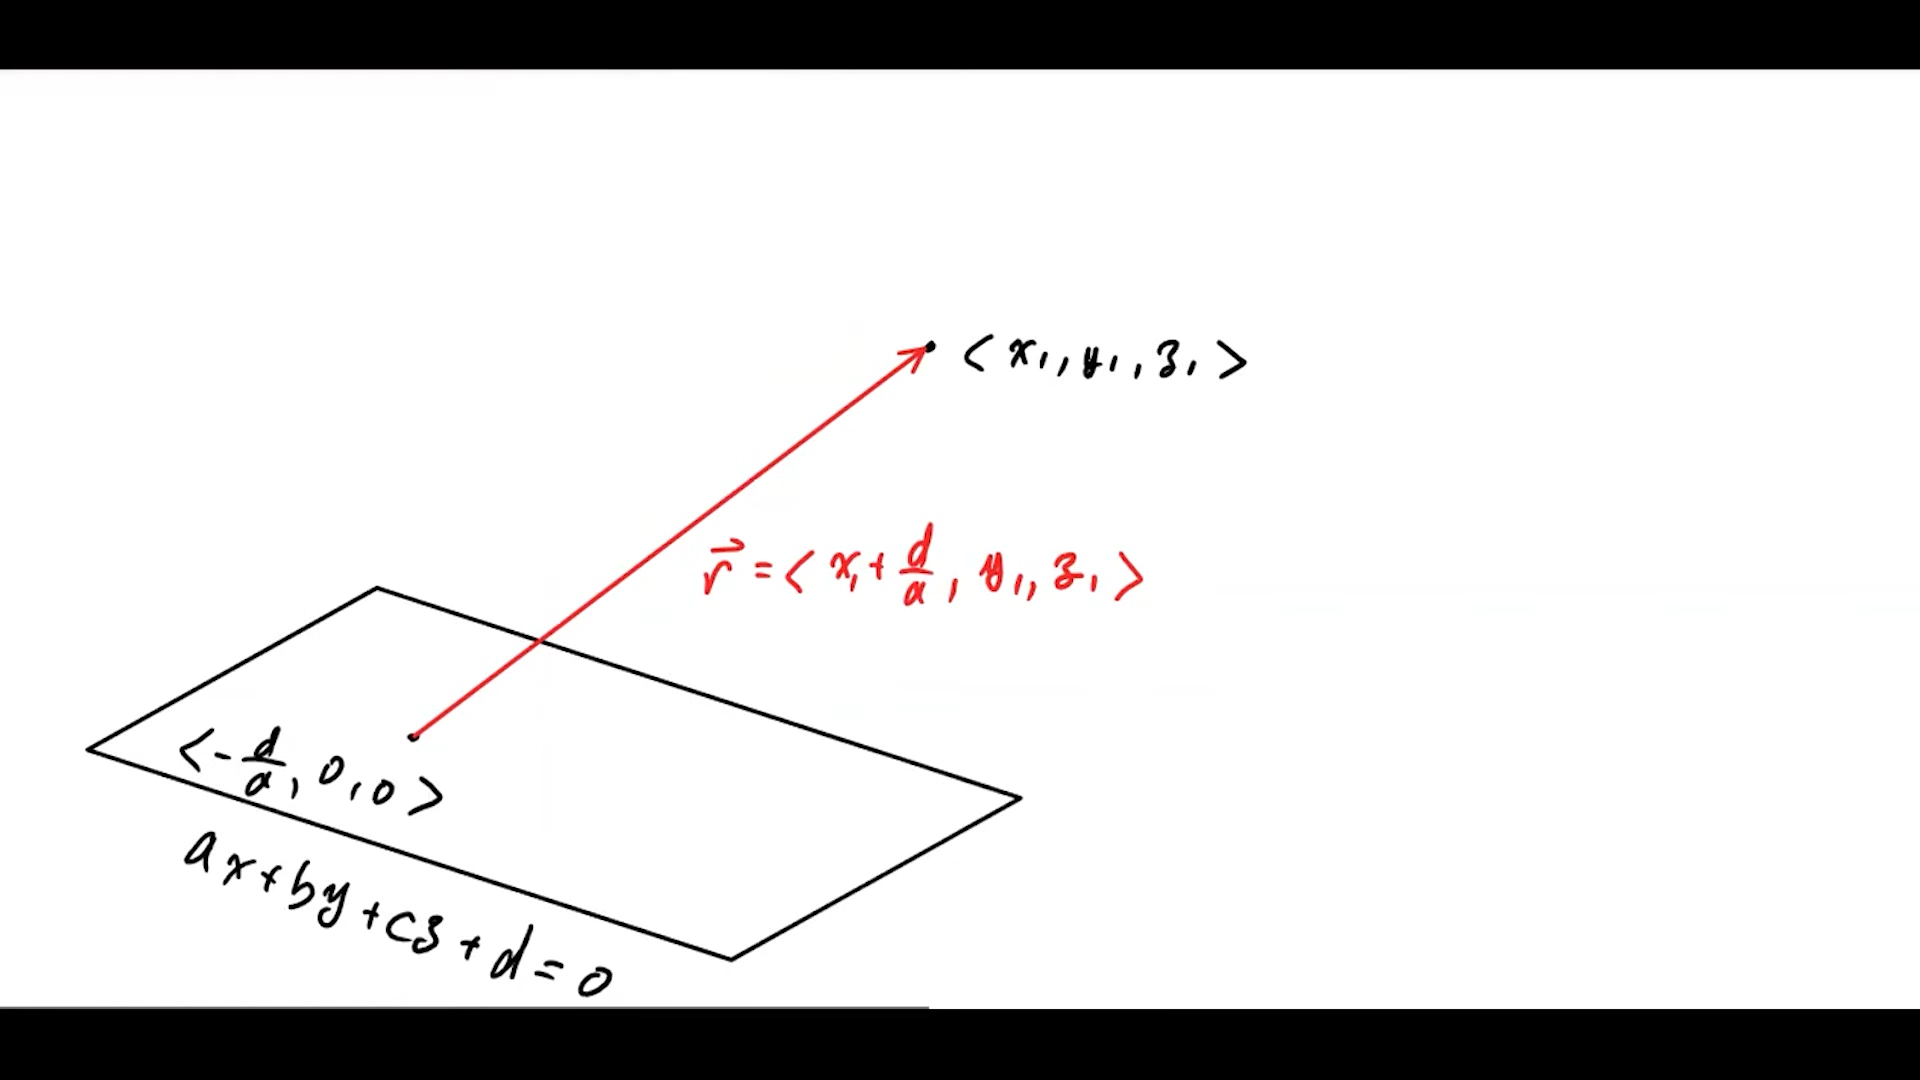 < x₁, y₁, z₁ >
r⃗ = < x₁ + d/a, y₁, z₁ >
< -d/a, 0, 0 >
ax + by + cz + d = 0